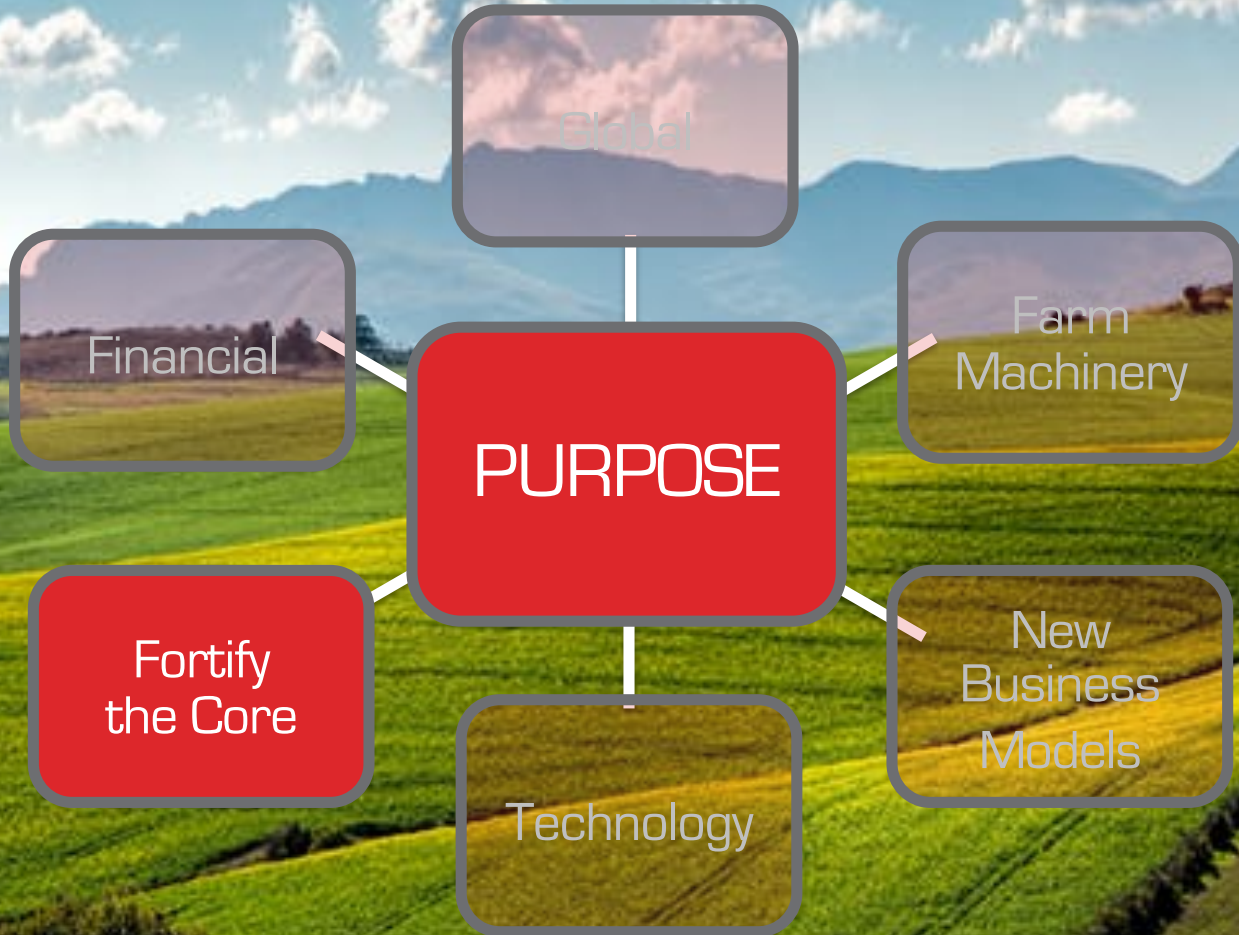 Global
Financial
Farm
Machinery
PURPOSE
Fortify
the Core
New
Business
Models
Technology